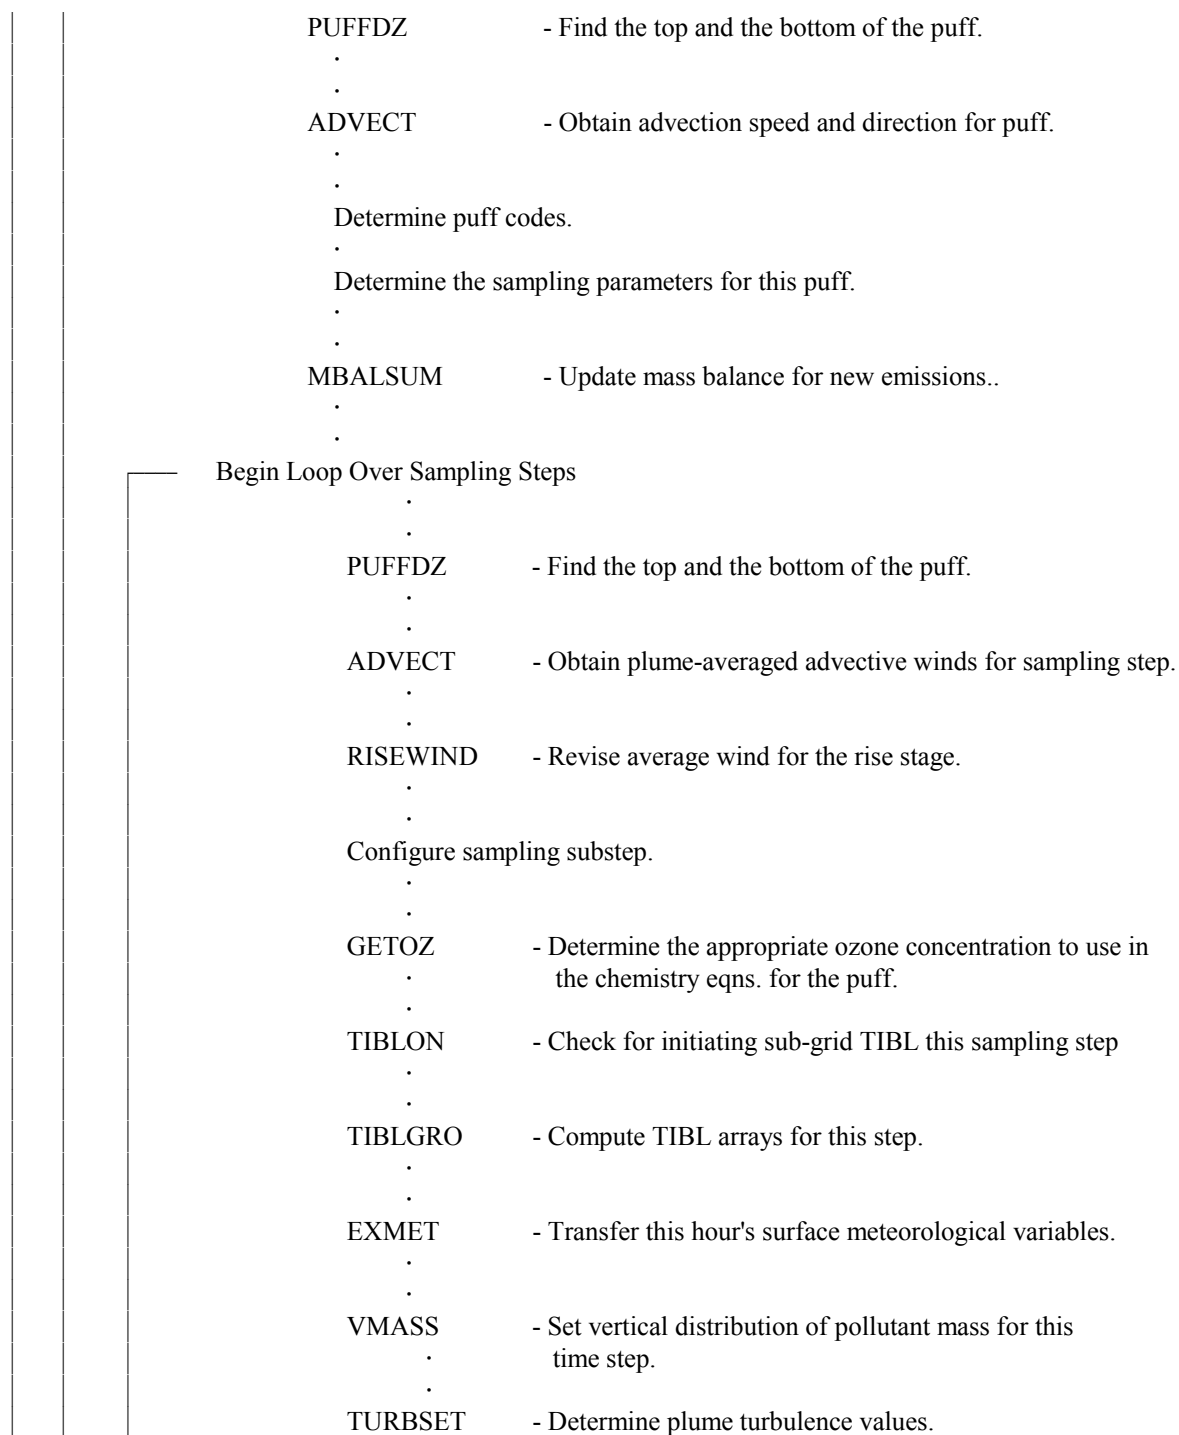 PUFFDZ - Find the top and the bottom of the puff.
.
.
ADVECT - Obtain advection speed and direction for puff.
.
.
Determine puff codes.
.
Determine the sampling parameters for this puff.
.
.
MBALSUM - Update mass balance for new emissions..
.
.
Begin Loop Over Sampling Steps
.
.
PUFFDZ - Find the top and the bottom of the puff.
.
.
ADVECT - Obtain plume-averaged advective winds for sampling step.
.
.
RISEWIND - Revise average wind for the rise stage.
.
.
Configure sampling substep.
.
.
GETOZ - Determine the appropriate ozone concentration to use in
. the chemistry eqns. for the puff.
.
TIBLON - Check for initiating sub-grid TIBL this sampling step
.
.
TIBLGRO - Compute TIBL arrays for this step.
.
.
EXMET - Transfer this hour's surface meteorological variables.
.
.
VMASS - Set vertical distribution of pollutant mass for this
. time step.
.
TURBSET - Determine plume turbulence values.